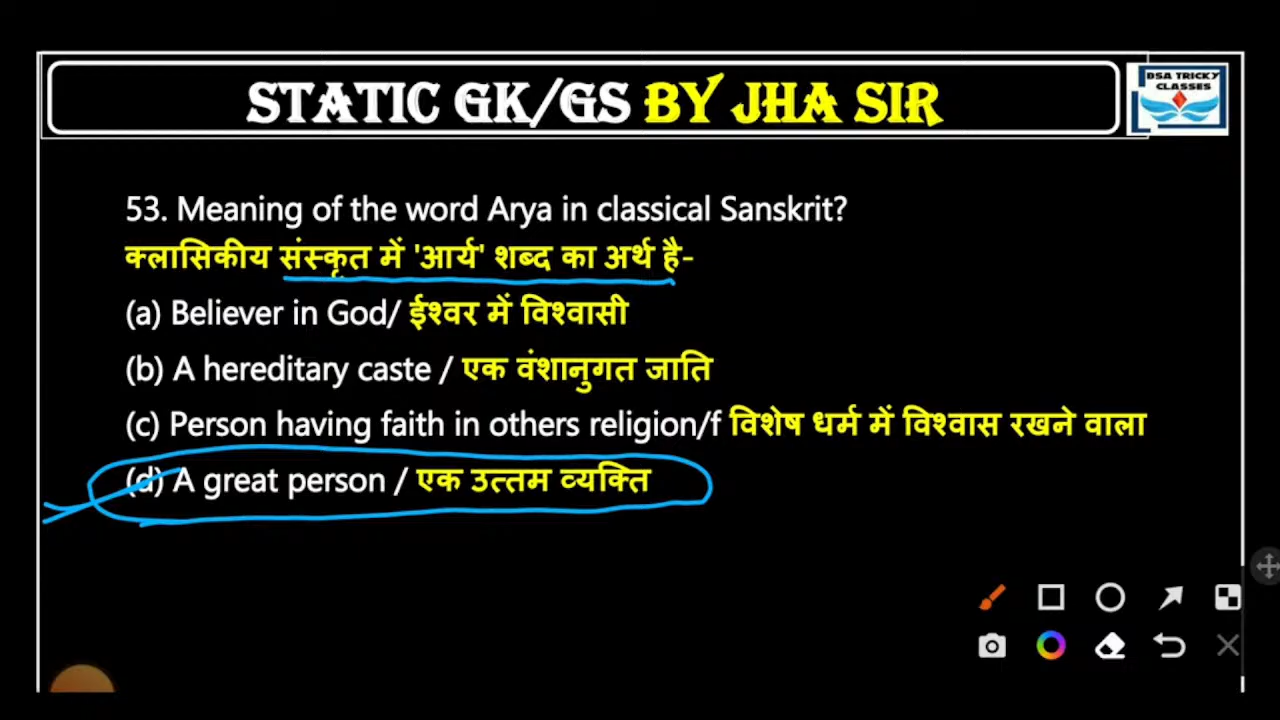 STATIC GK/GS BY JHA SIR
BSA TRICKY
CLASSES
53. Meaning of the word Arya in classical Sanskrit?
क्लासिकीय संस्कृत में 'आर्य' शब्द का अर्थ है-
(a) Believer in God/ ईश्वर में विश्वासी
(b) A hereditary caste / एक वंशानुगत जाति
(c) Person having faith in others religion/f विशेष धर्म में विश्वास रखने वाला
(d) A great person / एक उत्तम व्यक्ति